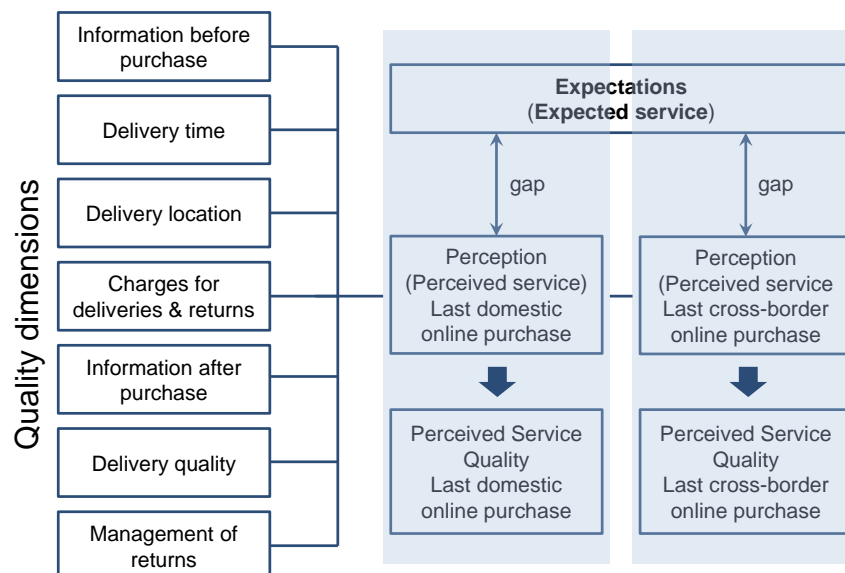 Quality dimensions
Information before
purchase
Delivery time
Delivery location
Charges for
deliveries & returns
Information after
purchase
Delivery quality
Management of
returns
Expectations
(Expected service)
gap
gap
Perception
(Perceived service)
Last domestic
online purchase
Perception
(Perceived service
Last cross-border
online purchase
Perceived Service
Quality
Last domestic
online purchase
Perceived Service
Quality
Last cross-border
online purchase